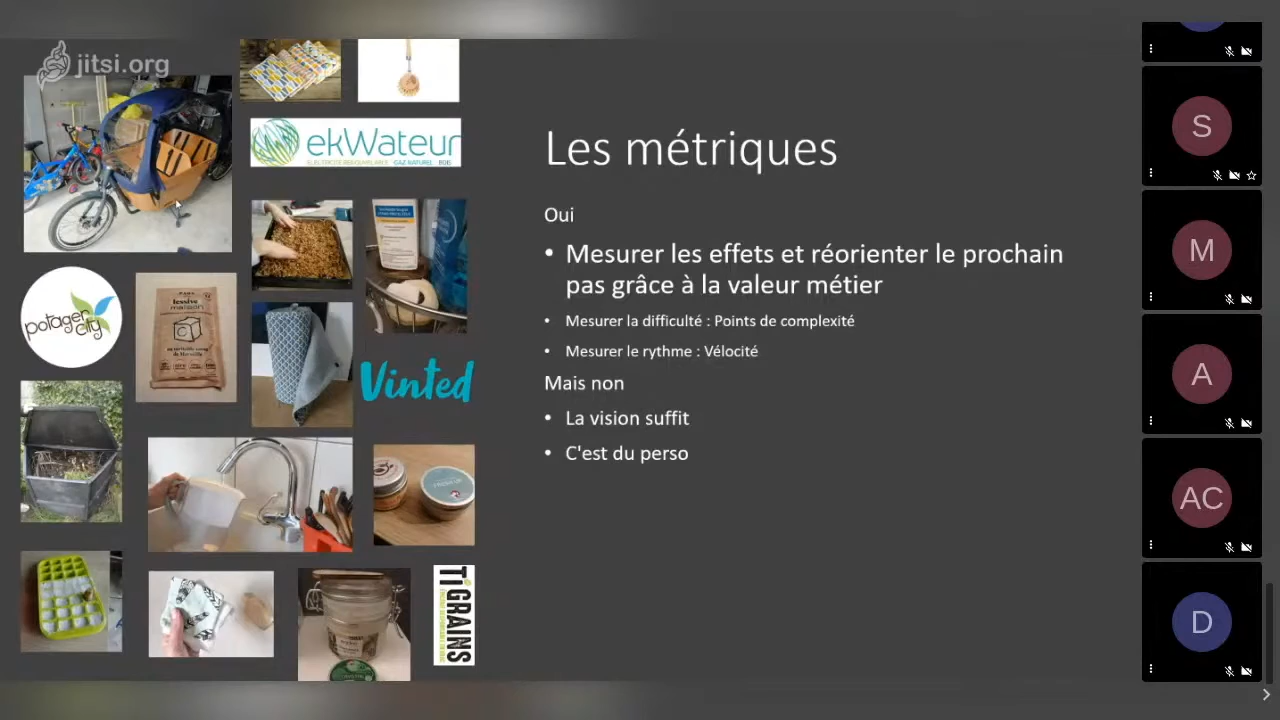 jitsi.org
ekWateur
GAZ NATUREL
BOIS
potager
city
lessive
maison
Vinted
TI GRAINS
Les métriques
Oui
• Mesurer les effets et réorienter le prochain
pas grâce à la valeur métier
• Mesurer la difficulté : Points de complexité
• Mesurer le rythme : Vélocité
Mais non
• La vision suffit
• C'est du perso
S
M
A
AC
D